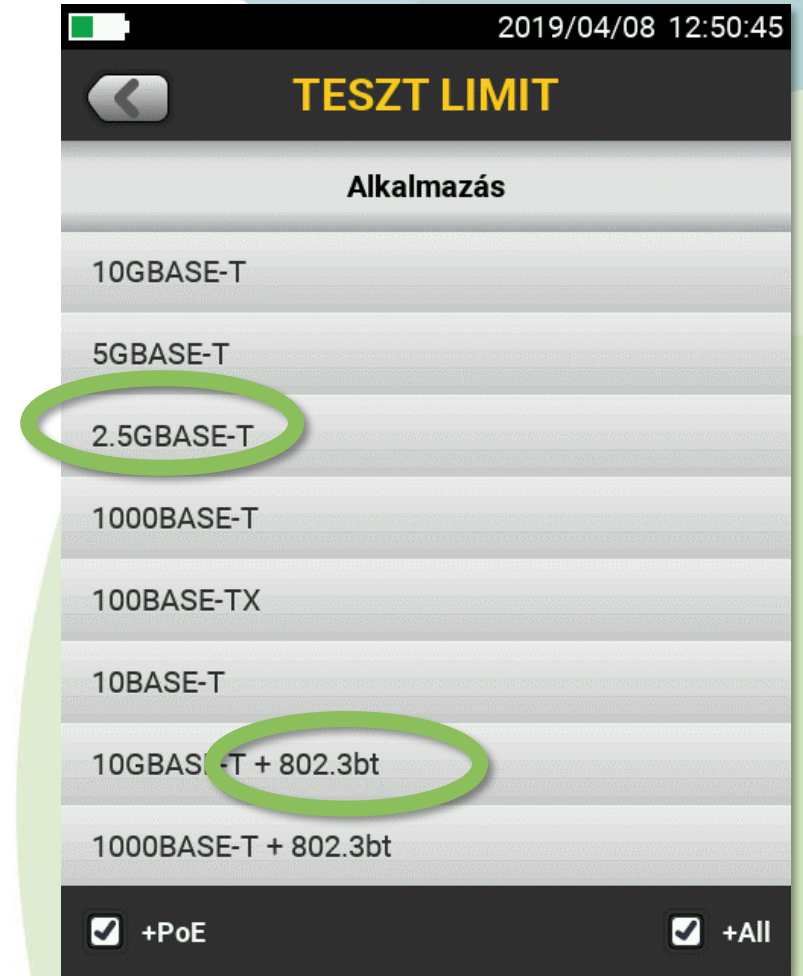 2019/04/08 12:50:45
TESZT LIMIT
Alkalmazás
10GBASE-T
5GBASE-T
2.5GBASE-T
1000BASE-T
100BASE-TX
10BASE-T
10GBASE-T + 802.3bt
1000BASE-T + 802.3bt
+PoE +All